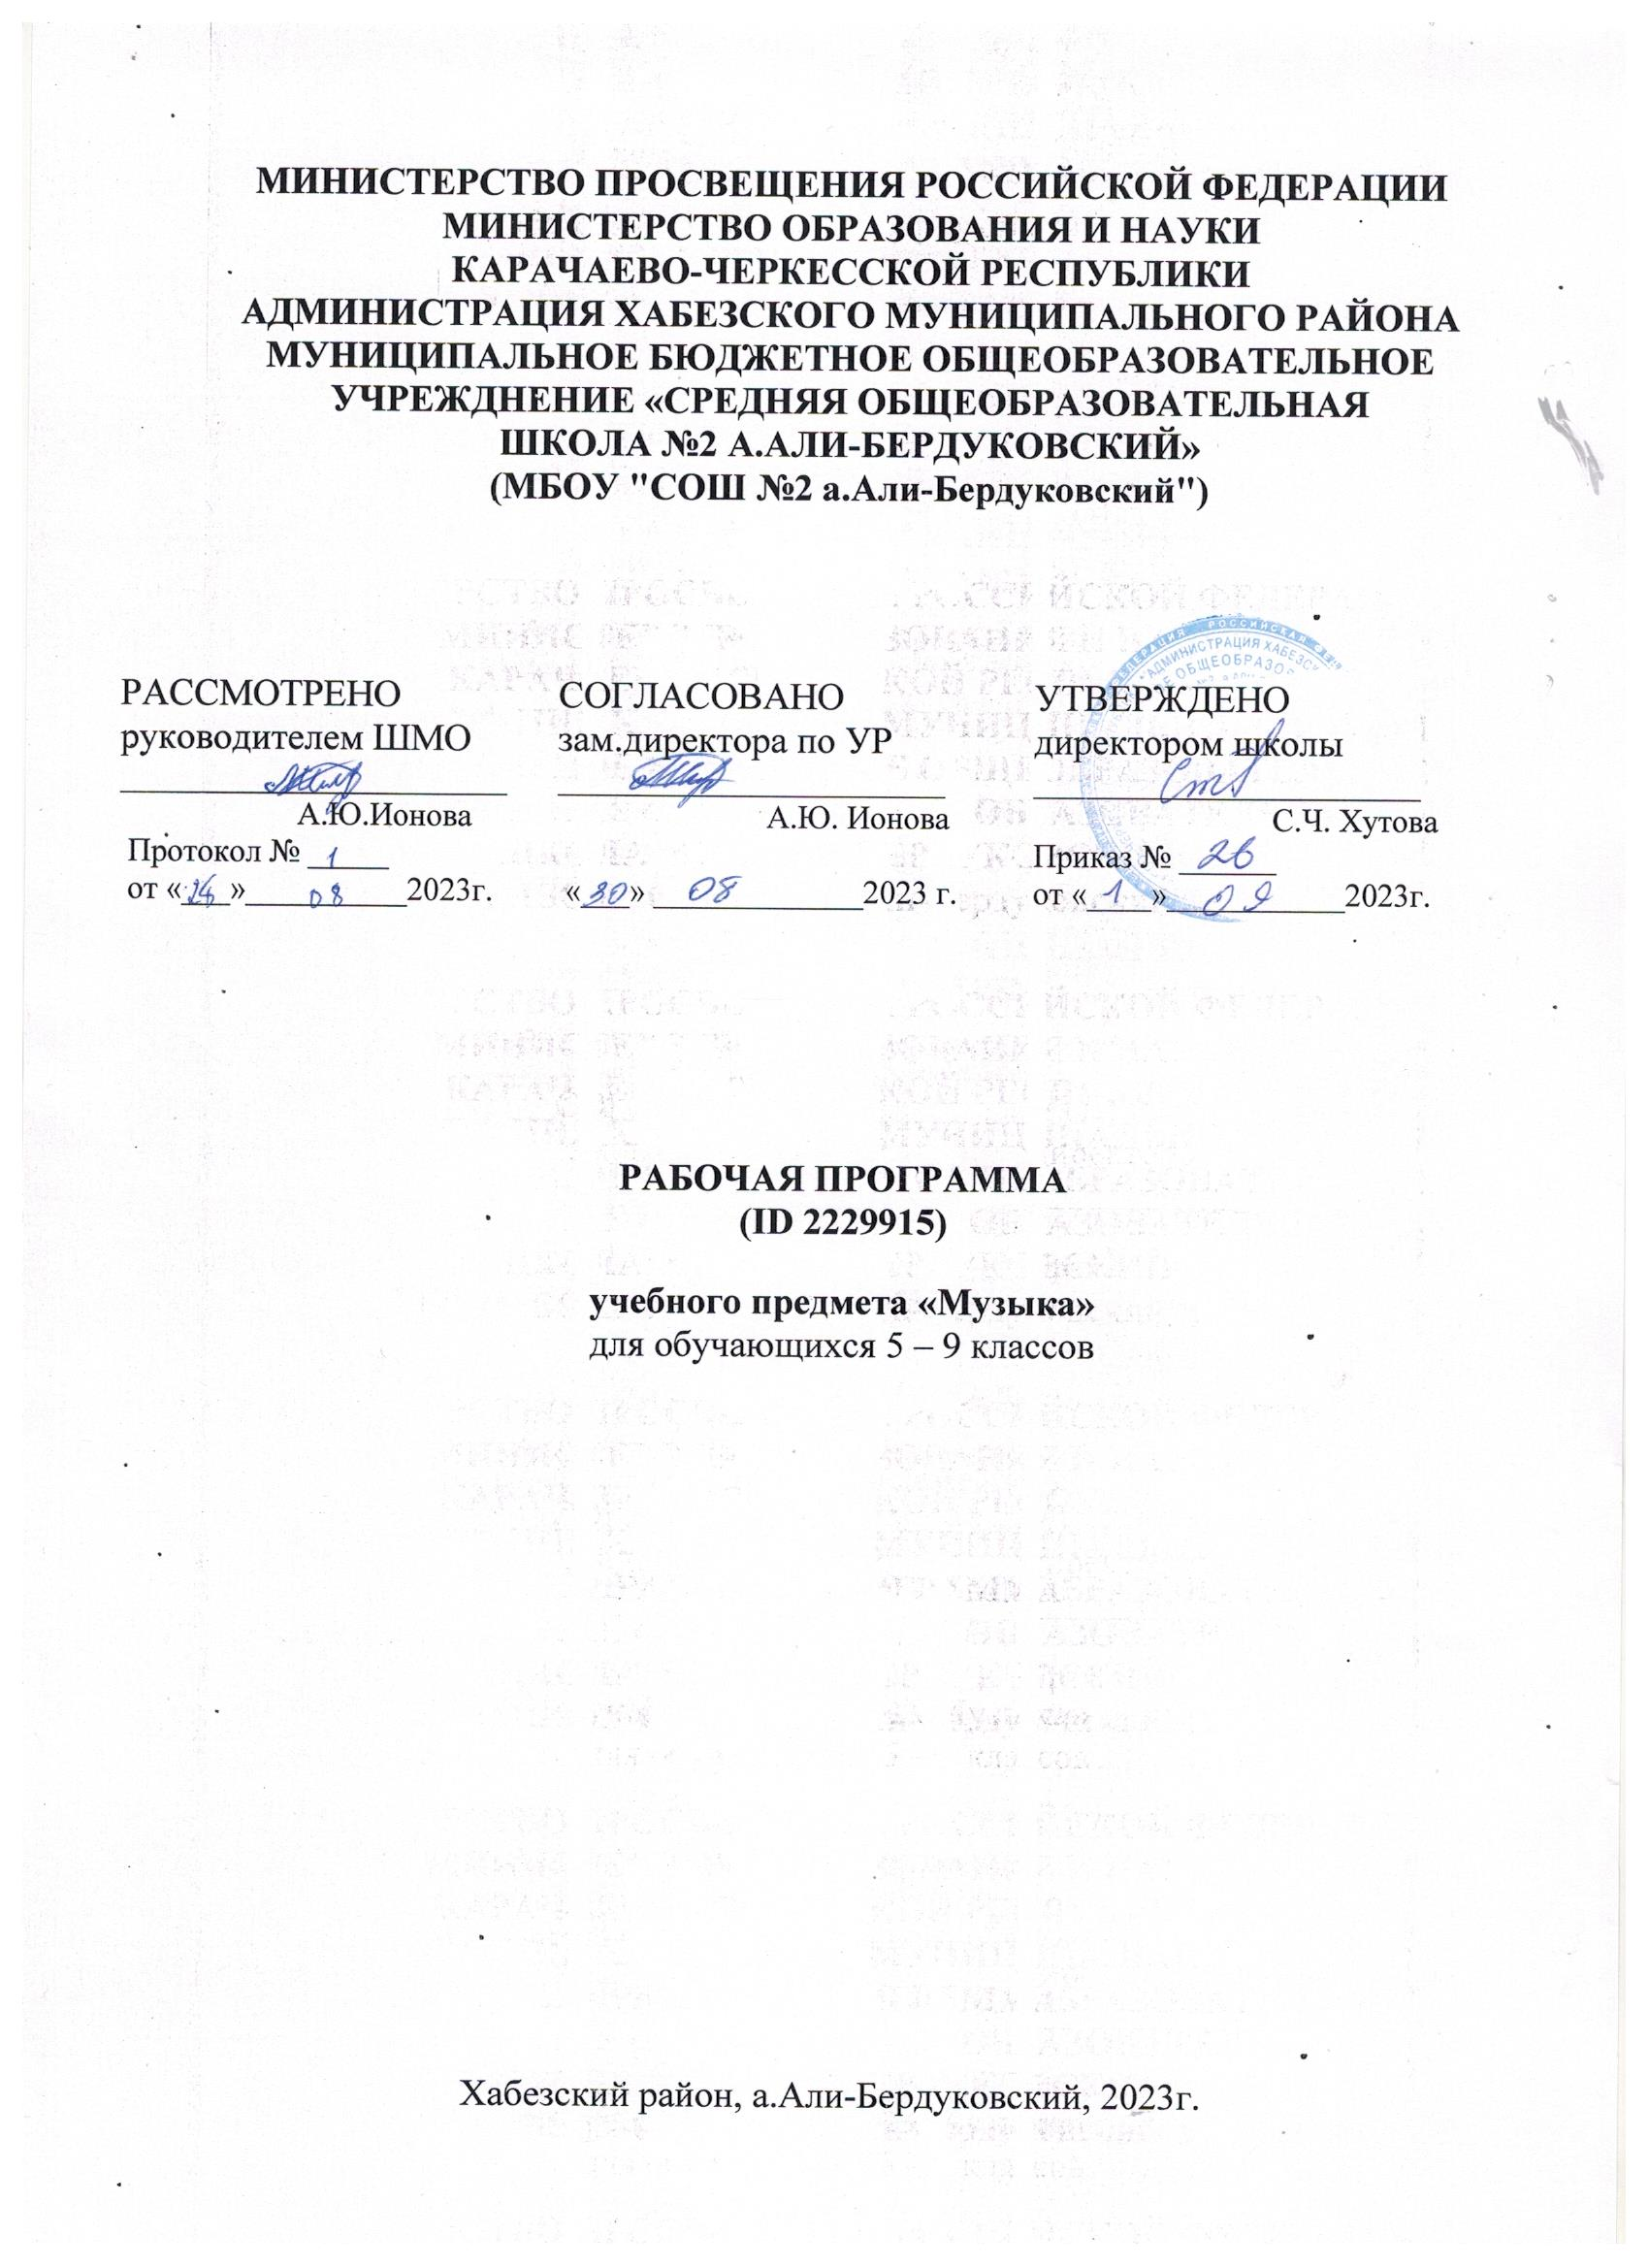 МИНИСТЕРСТВО ПРОСВЕЩЕНИЯ РОССИЙСКОЙ ФЕДЕРАЦИИ
МИНИСТЕРСТВО ОБРАЗОВАНИЯ И НАУКИ
КАРАЧАЕВО-ЧЕРКЕССКОЙ РЕСПУБЛИКИ
АДМИНИСТРАЦИЯ ХАБЕЗСКОГО МУНИЦИПАЛЬНОГО РАЙОНА
МУНИЦИПАЛЬНОЕ БЮДЖЕТНОЕ ОБЩЕОБРАЗОВАТЕЛЬНОЕ
УЧРЕЖДНЕНИЕ «СРЕДНЯЯ ОБЩЕОБРАЗОВАТЕЛЬНАЯ
ШКОЛА №2 А.АЛИ-БЕРДУКОВСКИЙ»
(МБОУ "СОШ №2 а.Али-Бердуковский")
РАССМОТРЕНО
руководителем ШМО
А.Ю.Ионова
Протокол № 1
от «» 08 2023г.
СОГЛАСОВАНО
зам.директора по УР
А.Ю. Ионова
«30» 08 2023 г.
УТВЕРЖДЕНО
директором школы
С.Ч. Хутова
Приказ № 26
от «1» 09 2023г.
РОССИЙСКАЯ
АДМИНИСТРАЦИЯ
РАБОЧАЯ ПРОГРАММА
(ID 2229915)
учебного предмета «Музыка»
для обучающихся 5 – 9 классов
Хабезский район, а.Али-Бердуковский, 2023г.